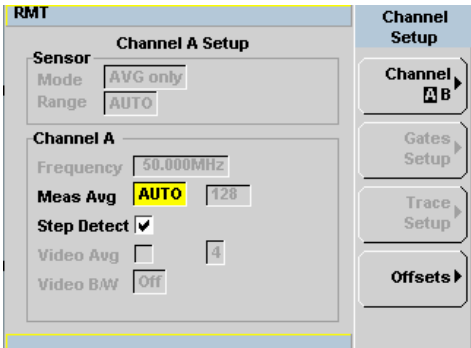 RMT
Channel A Setup
Sensor
Mode AVG only
Range AUTO
Channel A
Frequency 50.000MHz
Meas Avg AUTO 128
Step Detect
Video Avg 4
Video B/W Off
Channel
Setup
Channel
A B
Gates
Setup
Trace
Setup
Offsets